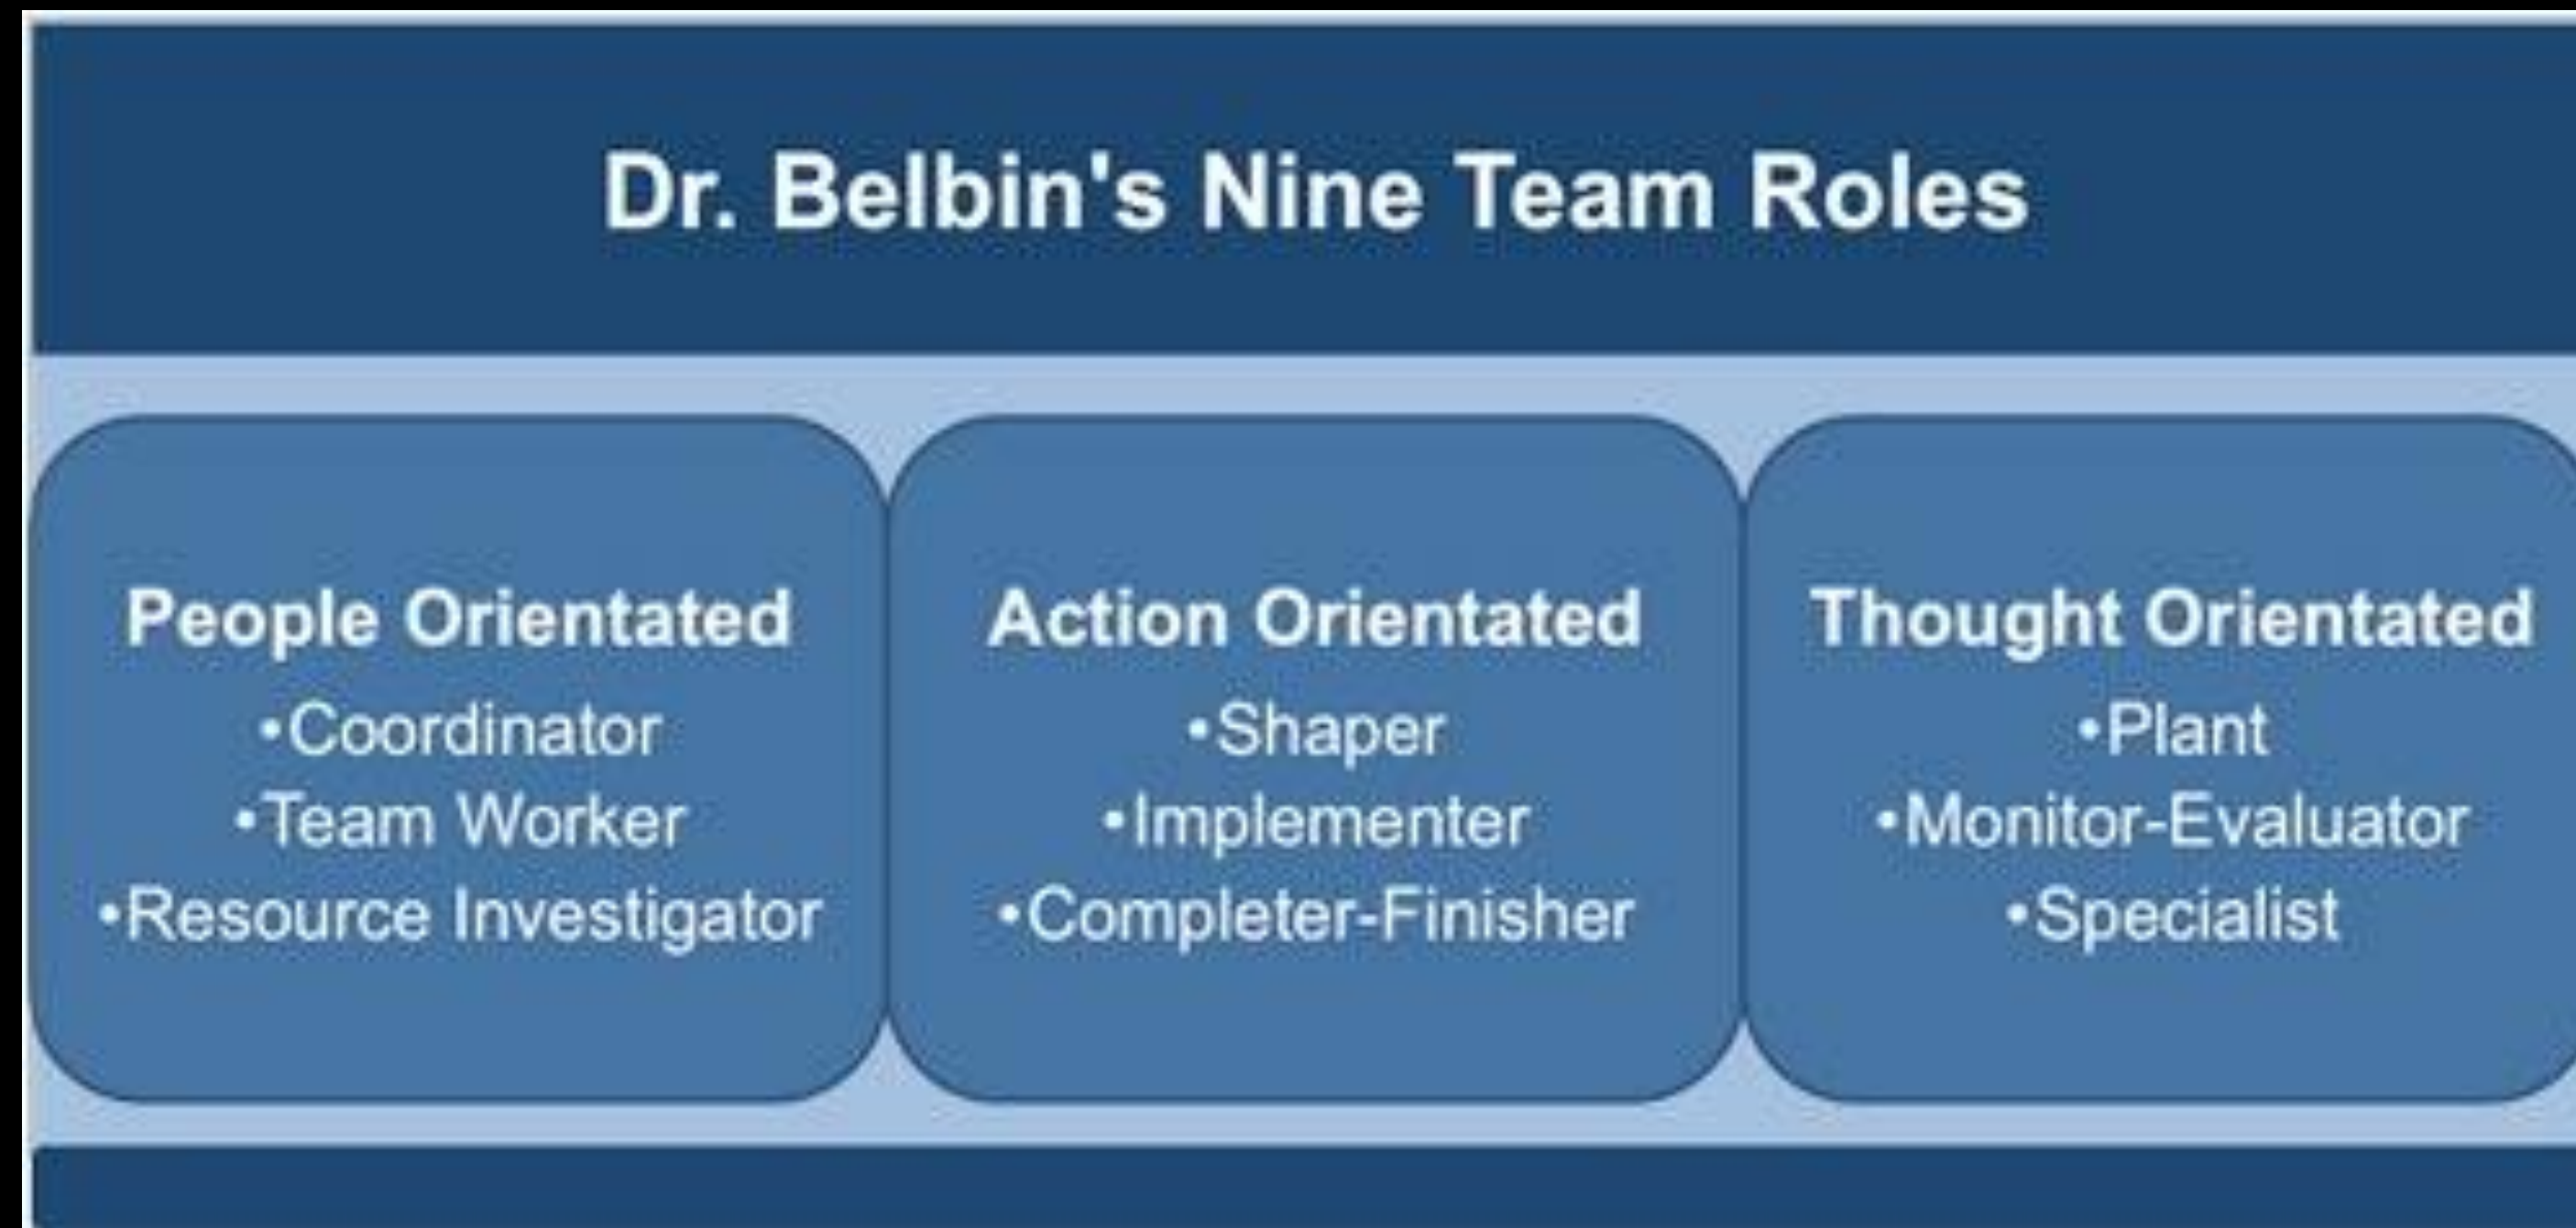 Dr. Belbin's Nine Team Roles
People Orientated
•Coordinator
•Team Worker
•Resource Investigator
Action Orientated
•Shaper
•Implementer
•Completer-Finisher
Thought Orientated
•Plant
•Monitor-Evaluator
•Specialist